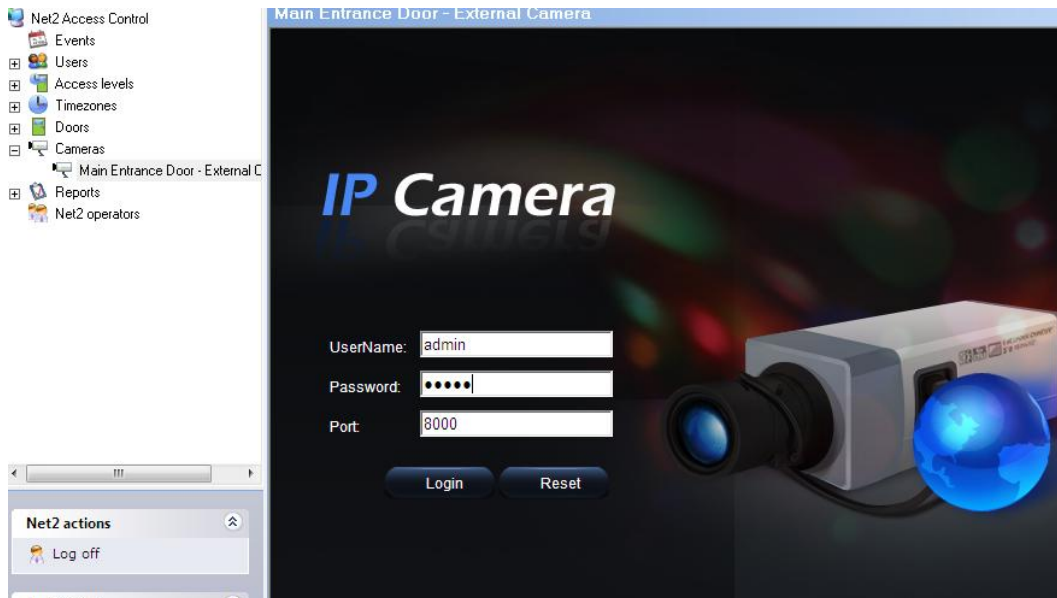 Net2 Access Control
Events
Users
Access levels
Timezones
Doors
Cameras
Main Entrance Door - External C
Reports
Net2 operators
Net2 actions
Log off
Main Entrance Door - External Camera
IP Camera
UserName: admin
Password: •••••
Port: 8000
Login Reset